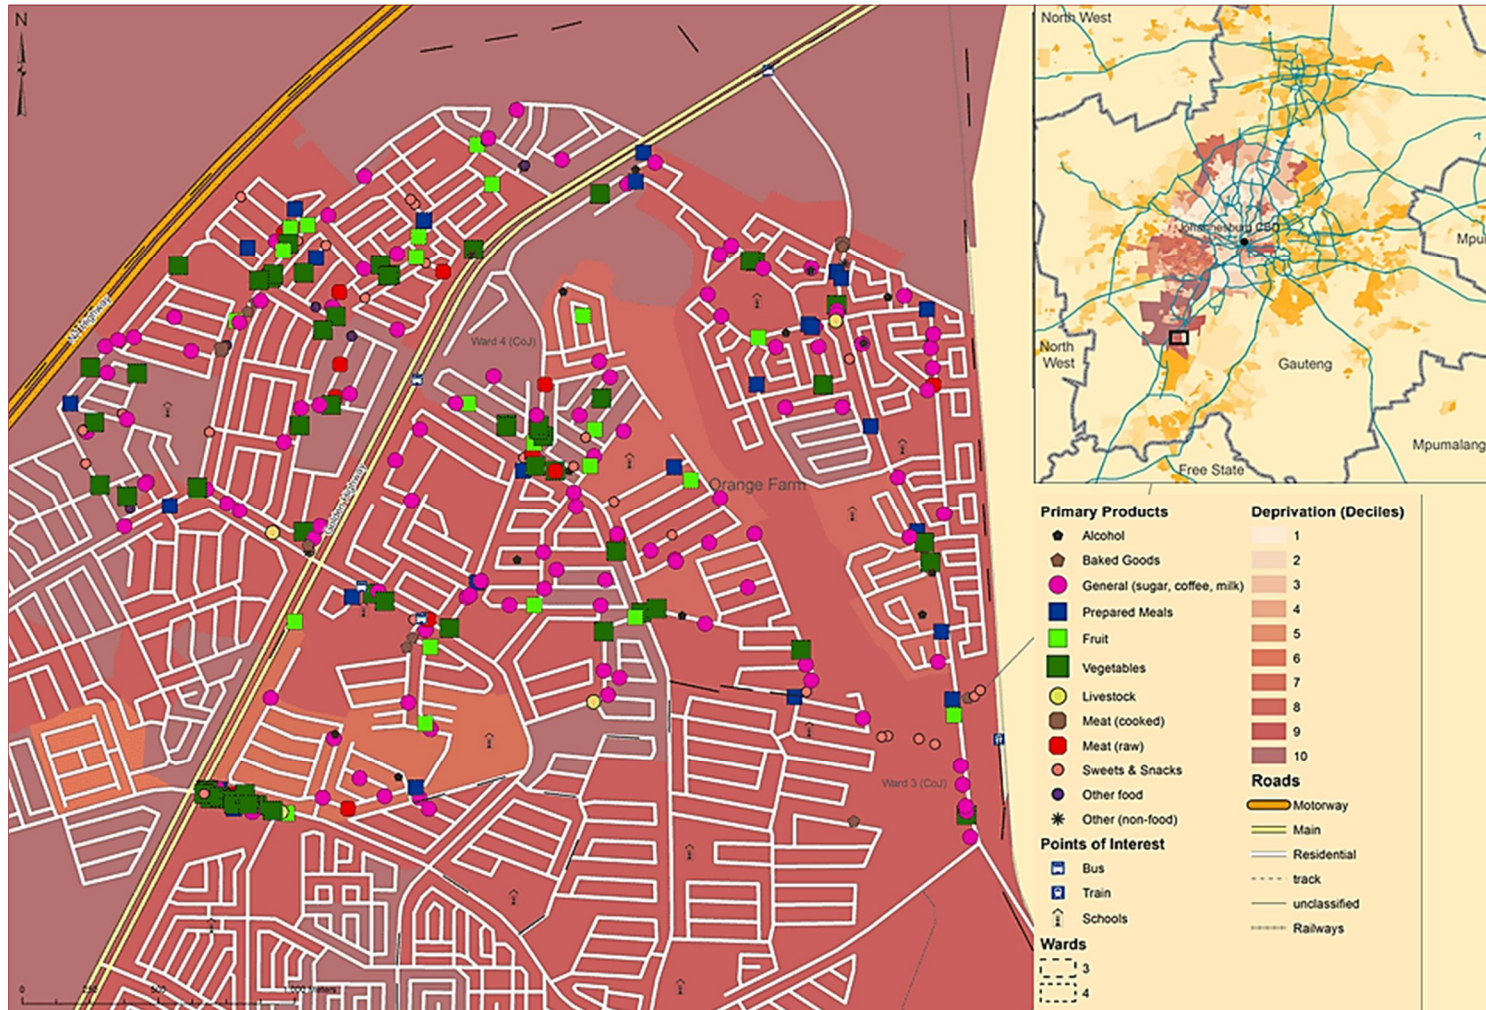 N
N1 Highway
Golden Highway
Ward 4 (CoJ)
Orange Farm
Ward 3 (CoJ)
0 250 500 1 000 Meters
North West
Johannesburg CBD
North
West
Gauteng
Mpumalang
Free State
Primary Products
Alcohol
Baked Goods
General (sugar, coffee, milk)
Prepared Meals
Fruit
Vegetables
Livestock
Meat (cooked)
Meat (raw)
Sweets & Snacks
Other food
Other (non-food)
Points of Interest
Bus
Train
Schools
Wards
3
4
Deprivation (Deciles)
1
2
3
4
5
6
7
8
9
10
Roads
Motorway
Main
Residential
track
unclassified
Railways